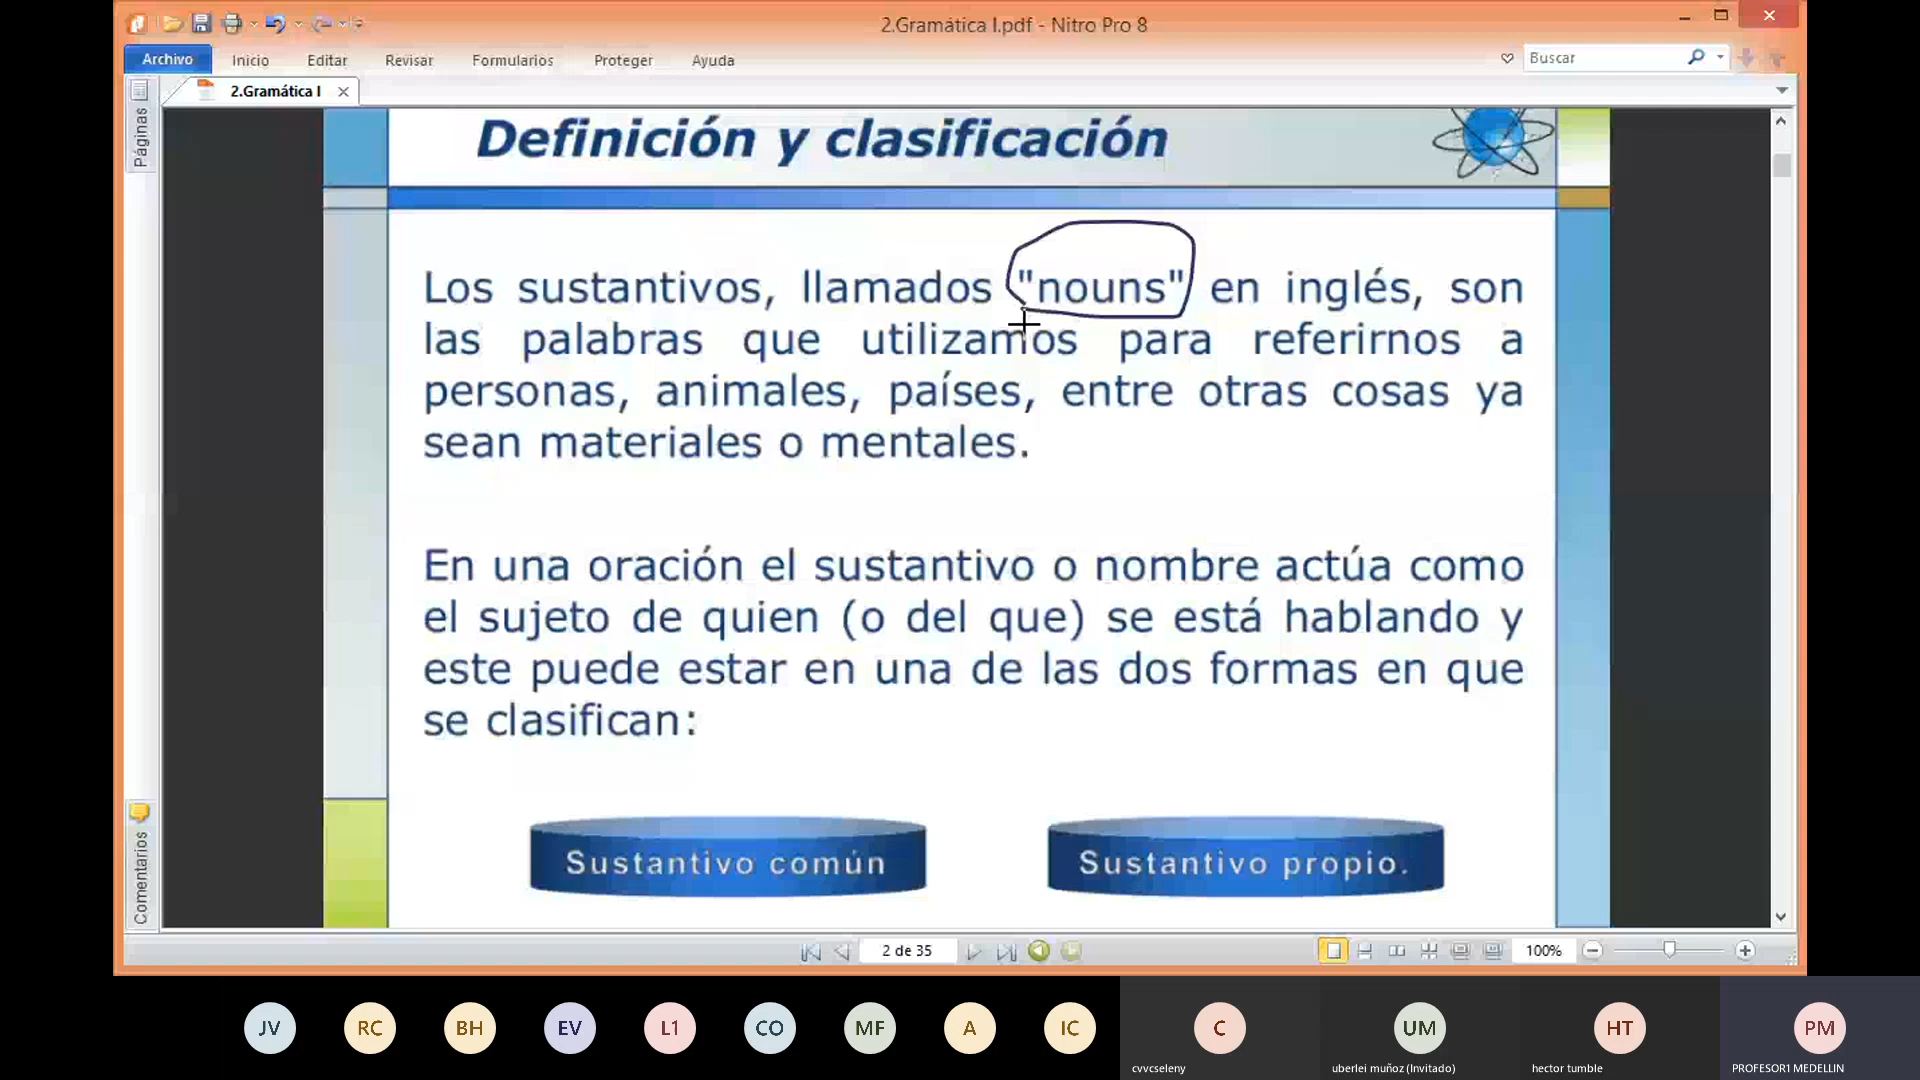 2.Gramática I.pdf - Nitro Pro 8
Archivo Inicio Editar Revisar Formularios Proteger Ayuda Buscar
2.Gramática I
Páginas
Definición y clasificación
Los sustantivos, llamados "nouns" en inglés, son
las palabras que utilizamos para referirnos a
personas, animales, países, entre otras cosas ya
sean materiales o mentales.
En una oración el sustantivo o nombre actúa como
el sujeto de quien (o del que) se está hablando y
este puede estar en una de las dos formas en que
se clasifican:
Sustantivo común Sustantivo propio.
Comentarios
2 de 35 100%
JV RC BH EV L1 CO MF A IC C UM HT PM
cvvcseleny uberlei muñoz (Invitado) hector tumble PROFESOR1 MEDELLIN